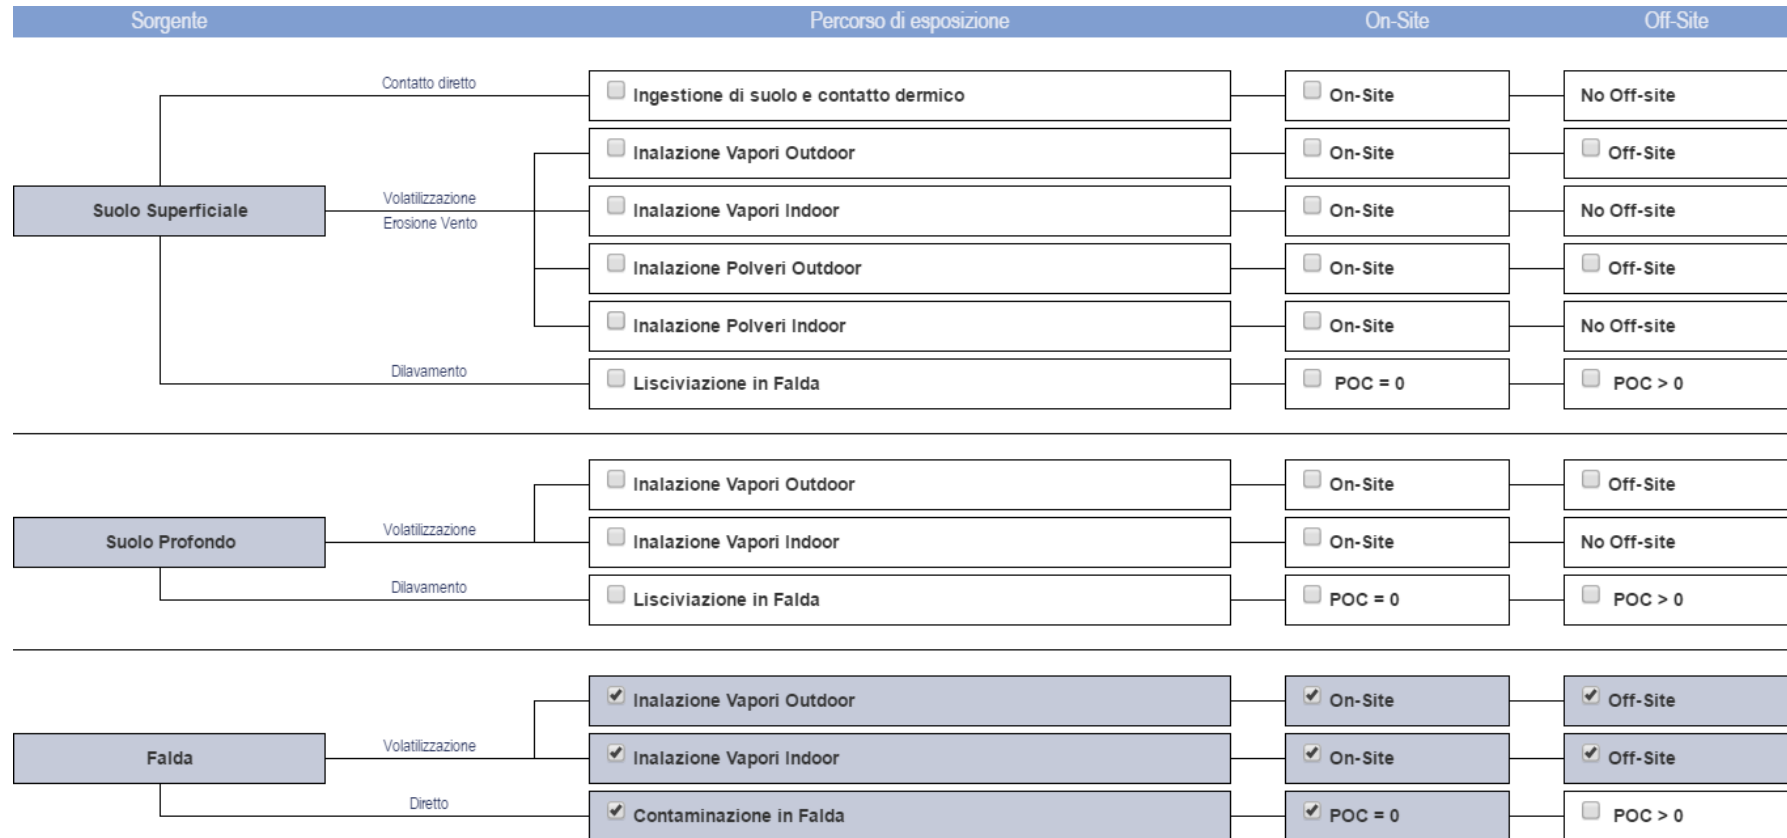 Sorgente Percorso di esposizione On-Site Off-Site
Contatto diretto
Ingestione di suolo e contatto dermico On-Site No Off-site
Inalazione Vapori Outdoor On-Site Off-Site
Volatilizzazione
Suolo Superficiale Inalazione Vapori Indoor On-Site No Off-site
Erosione Vento
Inalazione Polveri Outdoor On-Site Off-Site
Inalazione Polveri Indoor On-Site No Off-site
Dilavamento
Lisciviazione in Falda POC = 0 POC > 0
Inalazione Vapori Outdoor On-Site Off-Site
Volatilizzazione
Suolo Profondo Inalazione Vapori Indoor On-Site No Off-site
Dilavamento
Lisciviazione in Falda POC = 0 POC > 0
Inalazione Vapori Outdoor On-Site Off-Site
Volatilizzazione
Falda Inalazione Vapori Indoor On-Site Off-Site
Diretto
Contaminazione in Falda POC = 0 POC > 0